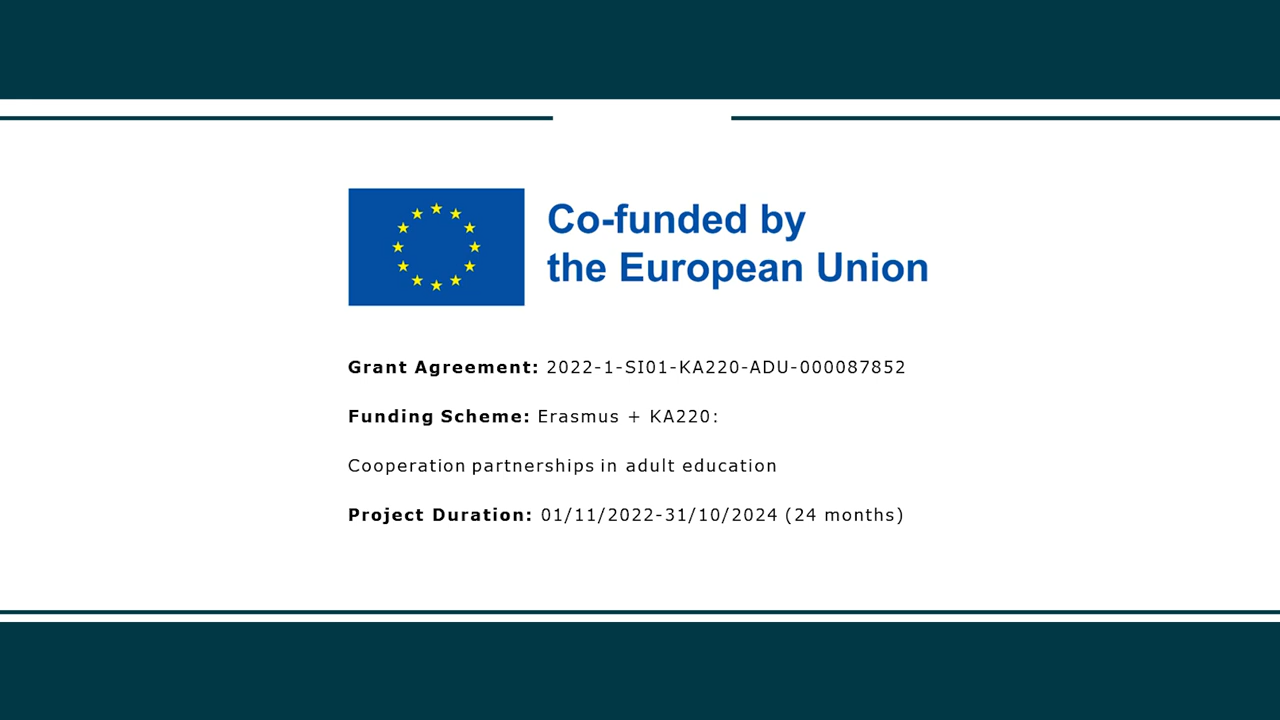 Co-funded by
the European Union
Grant Agreement: 2022-1-SI01-KA220-ADU-000087852
Funding Scheme: Erasmus + KA220:
Cooperation partnerships in adult education
Project Duration: 01/11/2022-31/10/2024 (24 months)